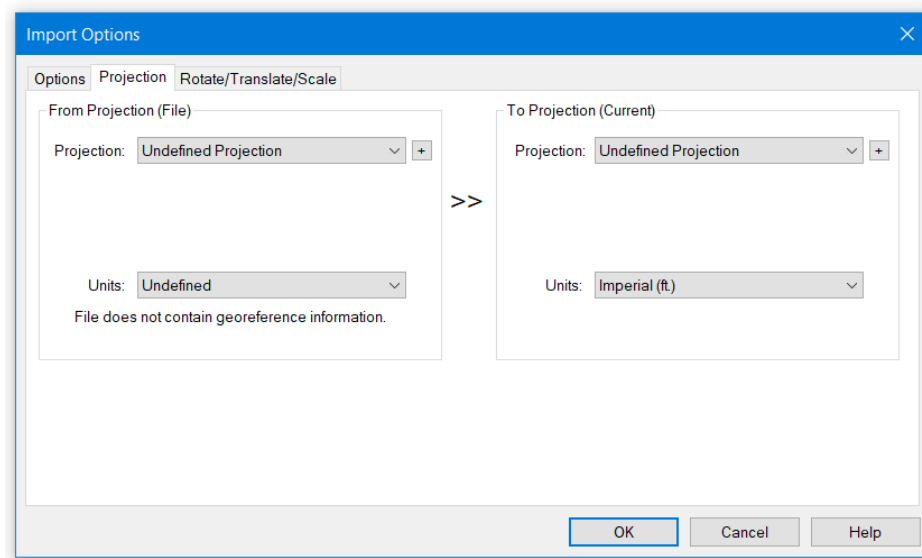 Import Options
Options Projection Rotate/Translate/Scale
From Projection (File)
Projection: Undefined Projection +
Units: Undefined
File does not contain georeference information.
>>
To Projection (Current)
Projection: Undefined Projection +
Units: Imperial (ft.)
OK Cancel Help